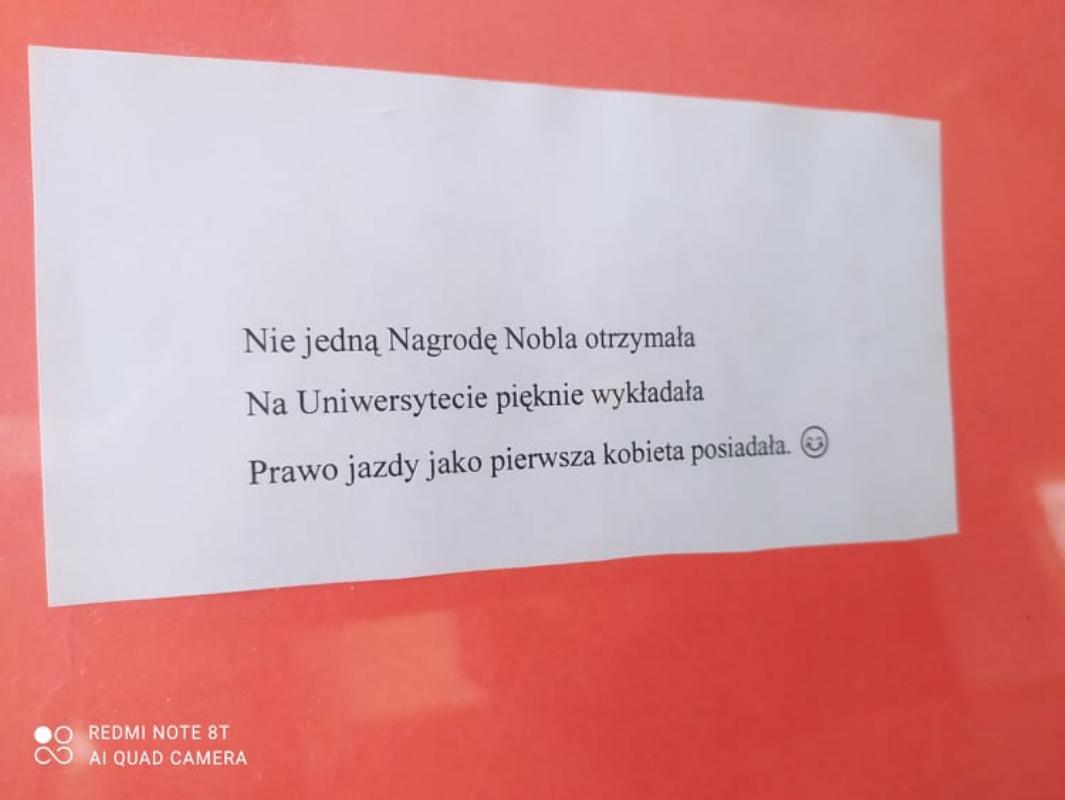 Nie jedną Nagrodę Nobla otrzymała
Na Uniwersytecie pięknie wykładała
Prawo jazdy jako pierwsza kobieta posiadała. 😊
REDMI NOTE 8T
AI QUAD CAMERA